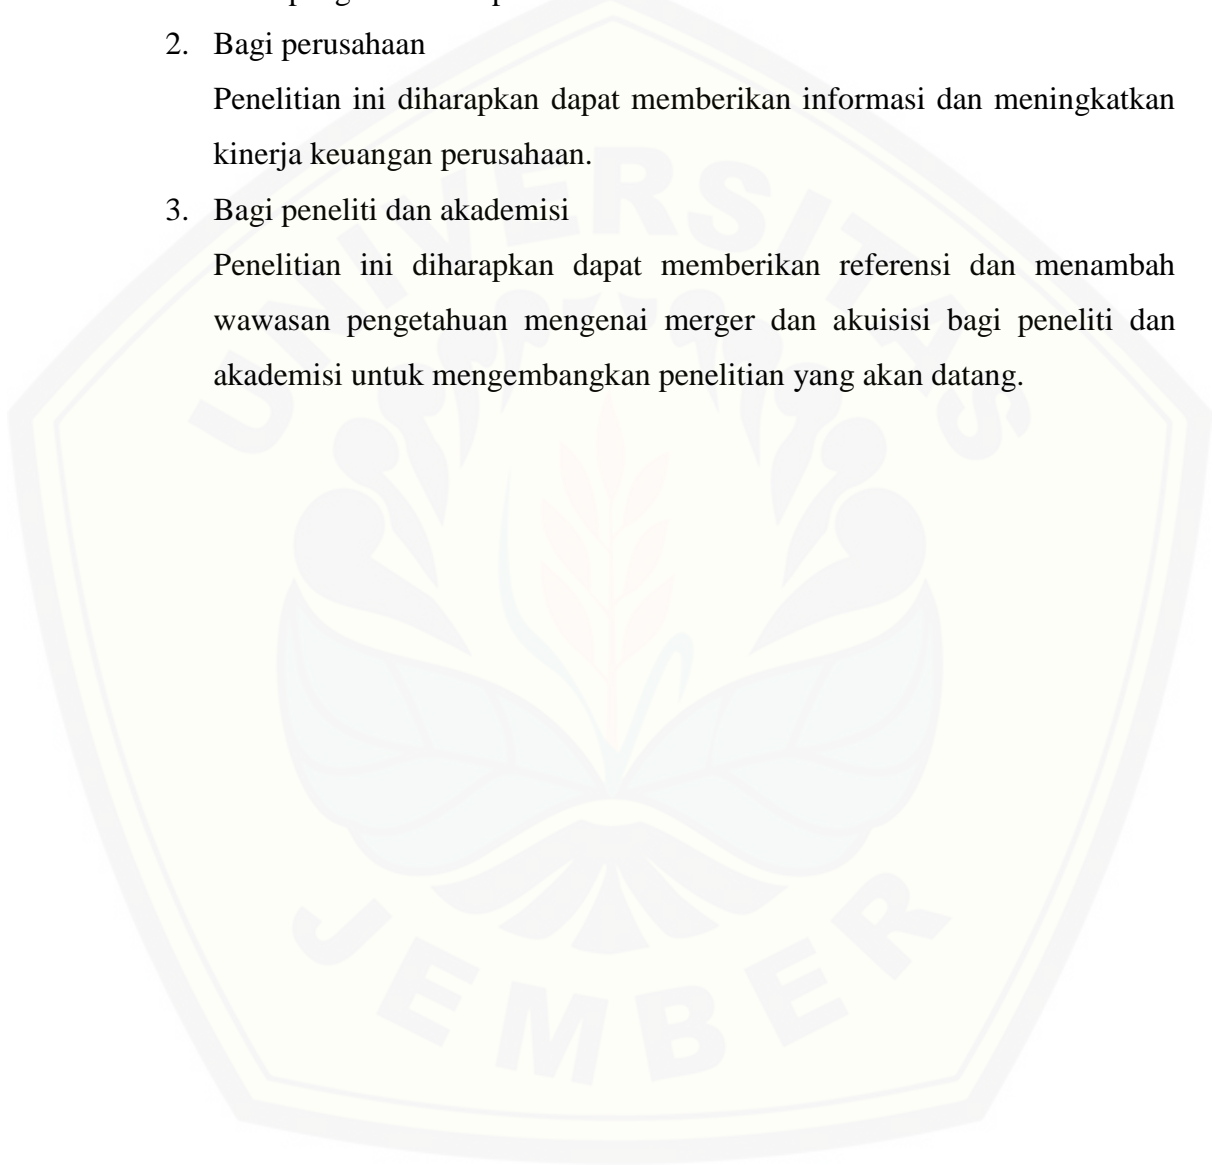 2. Bagi perusahaan
Penelitian ini diharapkan dapat memberikan informasi dan meningkatkan
kinerja keuangan perusahaan.
3. Bagi peneliti dan akademisi
Penelitian ini diharapkan dapat memberikan referensi dan menambah
wawasan pengetahuan mengenai merger dan akuisisi bagi peneliti dan
akademisi untuk mengembangkan penelitian yang akan datang.
UNIVERSITAS
JEMBER